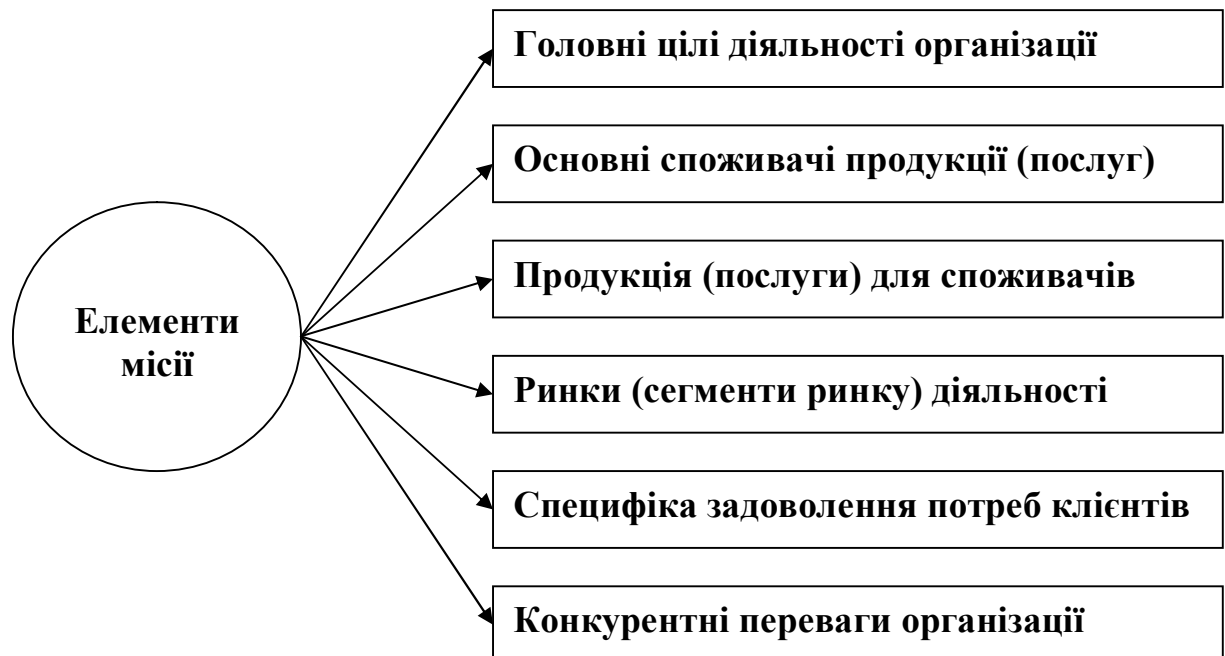 Головні цілі діяльності організації
Основні споживачі продукції (послуг)
Продукція (послуги) для споживачів
Елементи
місії
Ринки (сегменти ринку) діяльності
Специфіка задоволення потреб клієнтів
Конкурентні переваги організації